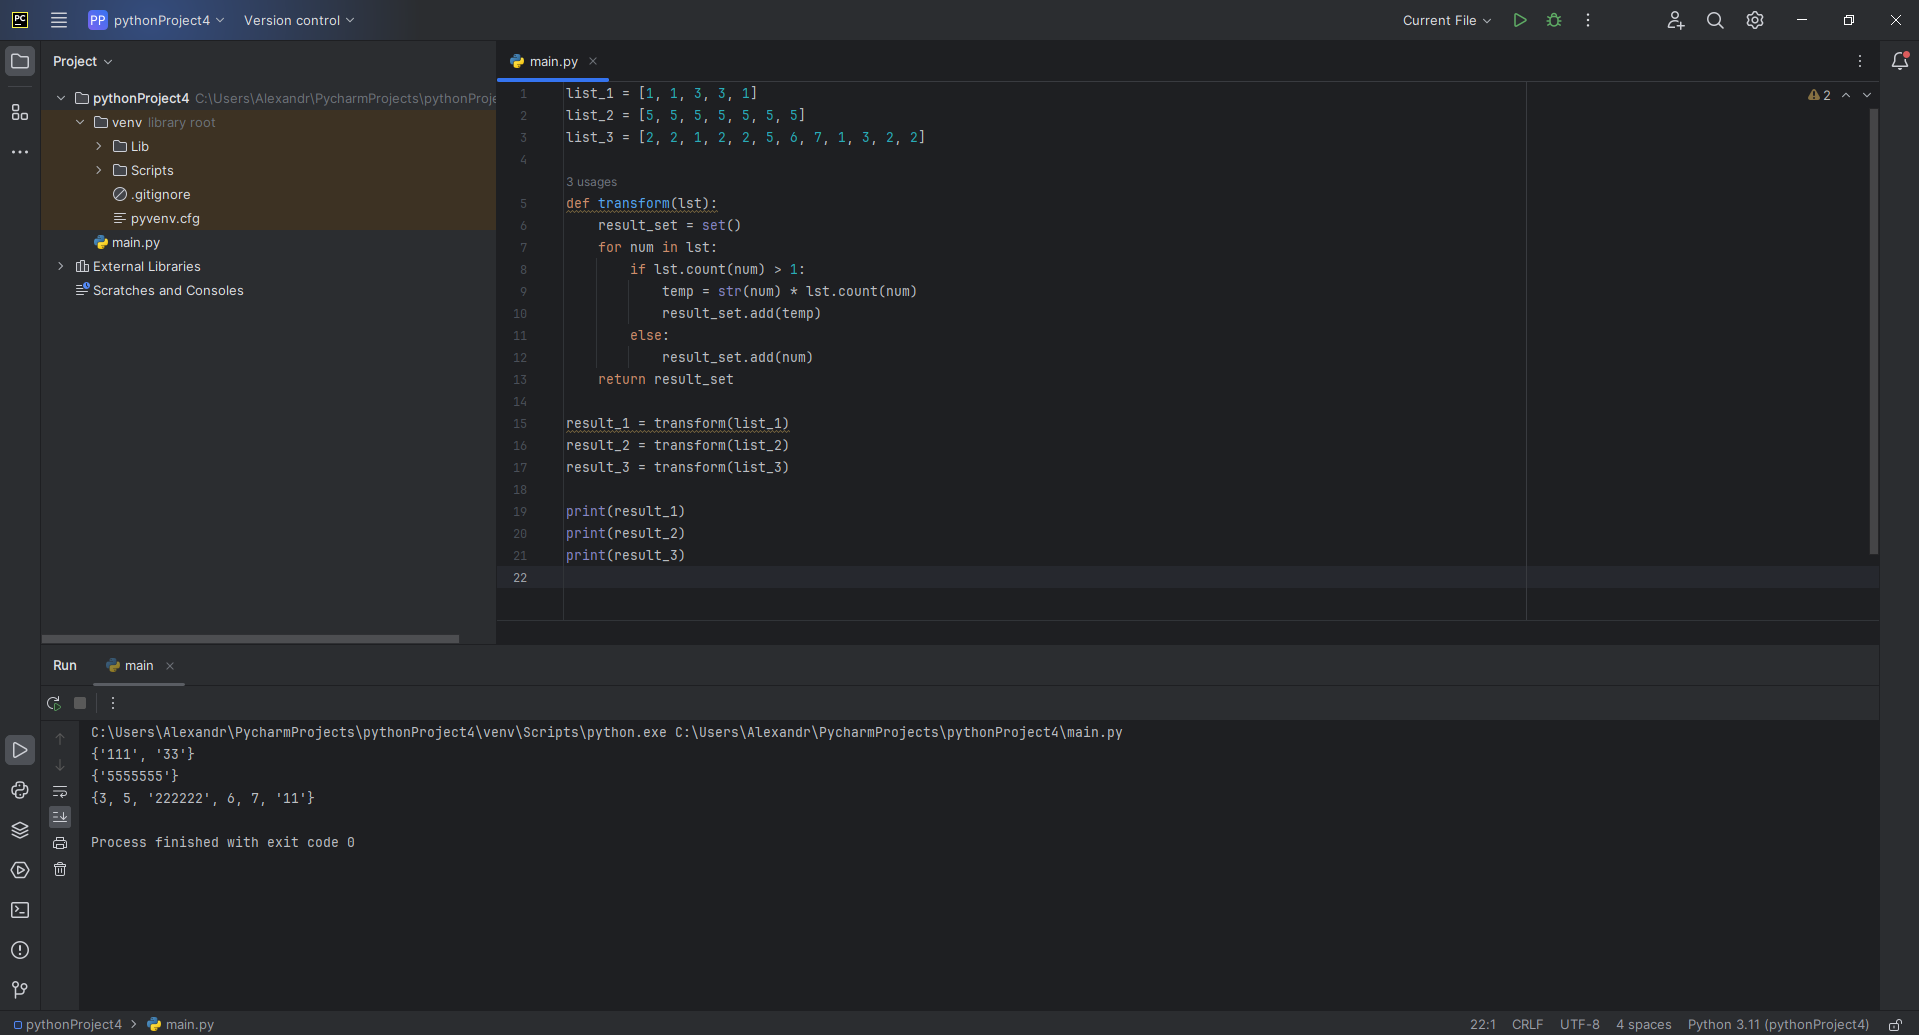 PC PP pythonProject4 Version control Current File
Project
main.py
pythonProject4 C:\Users\Alexandr\PycharmProjects\pythonProje
venv library root
Lib
Scripts
.gitignore
pyvenv.cfg
main.py
External Libraries
Scratches and Consoles
2
1 list_1 = [1, 1, 3, 3, 1]
2 list_2 = [5, 5, 5, 5, 5, 5, 5]
3 list_3 = [2, 2, 1, 2, 2, 5, 6, 7, 1, 3, 2, 2]
4
3 usages
5 def transform(lst):
6 result_set = set()
7 for num in lst:
8 if lst.count(num) > 1:
9 temp = str(num) * lst.count(num)
10 result_set.add(temp)
11 else:
12 result_set.add(num)
13 return result_set
14
15 result_1 = transform(list_1)
16 result_2 = transform(list_2)
17 result_3 = transform(list_3)
18
19 print(result_1)
20 print(result_2)
21 print(result_3)
22
Run main
C:\Users\Alexandr\PycharmProjects\pythonProject4\venv\Scripts\python.exe C:\Users\Alexandr\PycharmProjects\pythonProject4\main.py
{'111', '33'}
{'5555555'}
{3, 5, '222222', 6, 7, '11'}
Process finished with exit code 0
pythonProject4 > main.py 22:1 CRLF UTF-8 4 spaces Python 3.11 (pythonProject4)